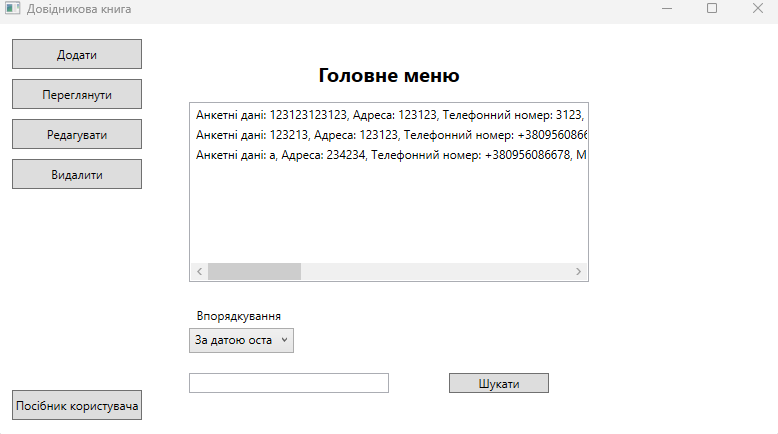 Довідникова книга
Додати
Переглянути
Редагувати
Видалити
Посібник користувача
Головне меню
Анкетні дані: 123123123123, Адреса: 123123, Телефонний номер: 3123,
Анкетні дані: 123213, Адреса: 123123, Телефонний номер: +3809560866
Анкетні дані: а, Адреса: 234234, Телефонний номер: +380956086678, М
Впорядкування
За датою оста
Шукати